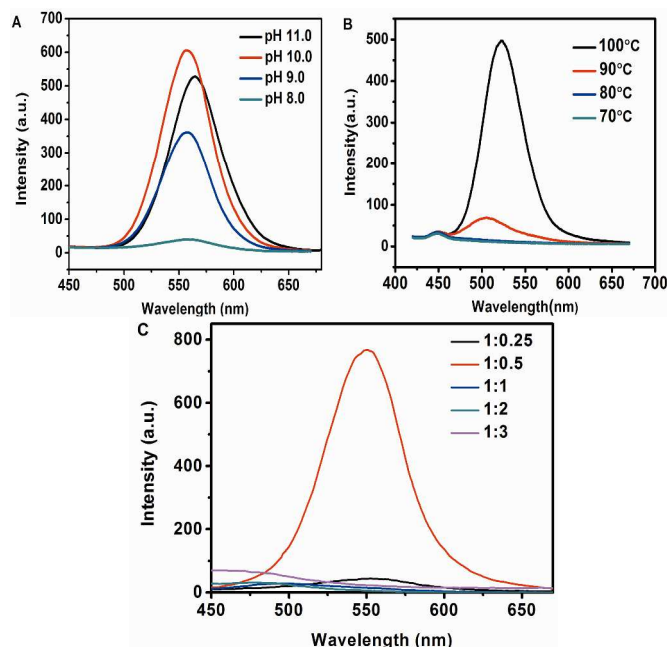 A
700
600
500
400
300
200
100
0
Intensity (a.u.)
pH 11.0
pH 10.0
pH 9.0
pH 8.0
450 500 550 600 650
Wavelength (nm)
B
500
400
300
200
100
0
Intensity(a.u.)
100°C
90°C
80°C
70°C
400 450 500 550 600 650 700
Wavelength(nm)
C
800
600
400
200
0
Intensity (a.u.)
1:0.25
1:0.5
1:1
1:2
1:3
450 500 550 600 650
Wavelength (nm)